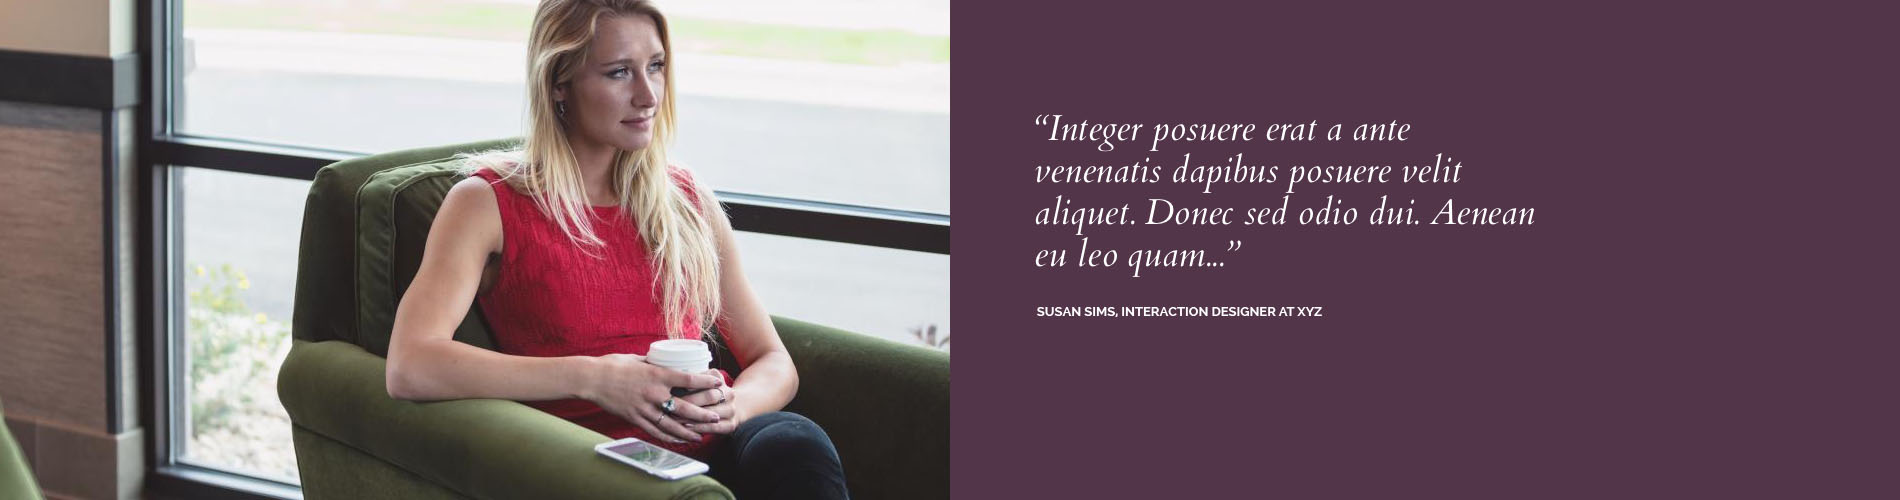 “Integer posuere erat a ante
venenatis dapibus posuere velit
aliquet. Donec sed odio dui. Aenean
eu leo quam...”
SUSAN SIMS, INTERACTION DESIGNER AT XYZ